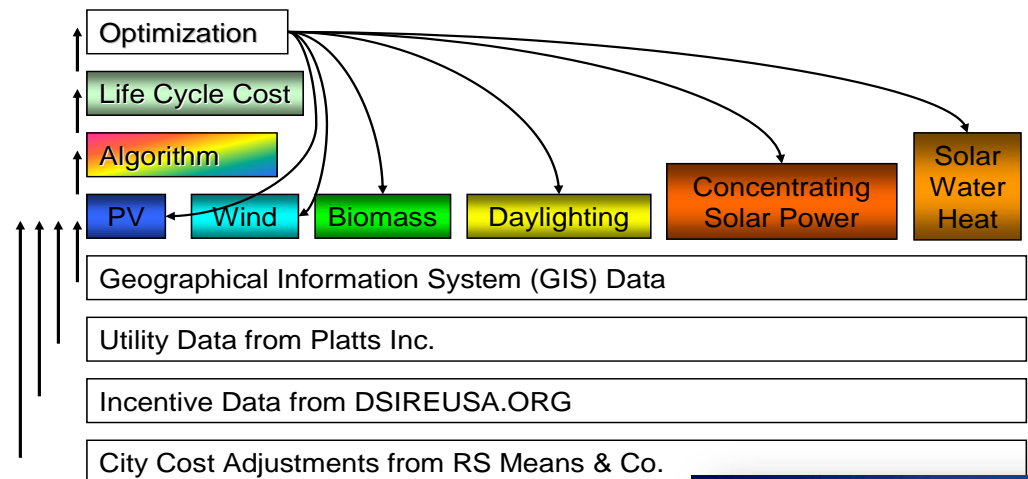 Optimization
Life Cycle Cost
Algorithm
PV
Wind
Biomass
Daylighting
Concentrating
Solar Power
Solar
Water
Heat
Geographical Information System (GIS) Data
Utility Data from Platts Inc.
Incentive Data from DSIREUSA.ORG
City Cost Adjustments from RS Means & Co.